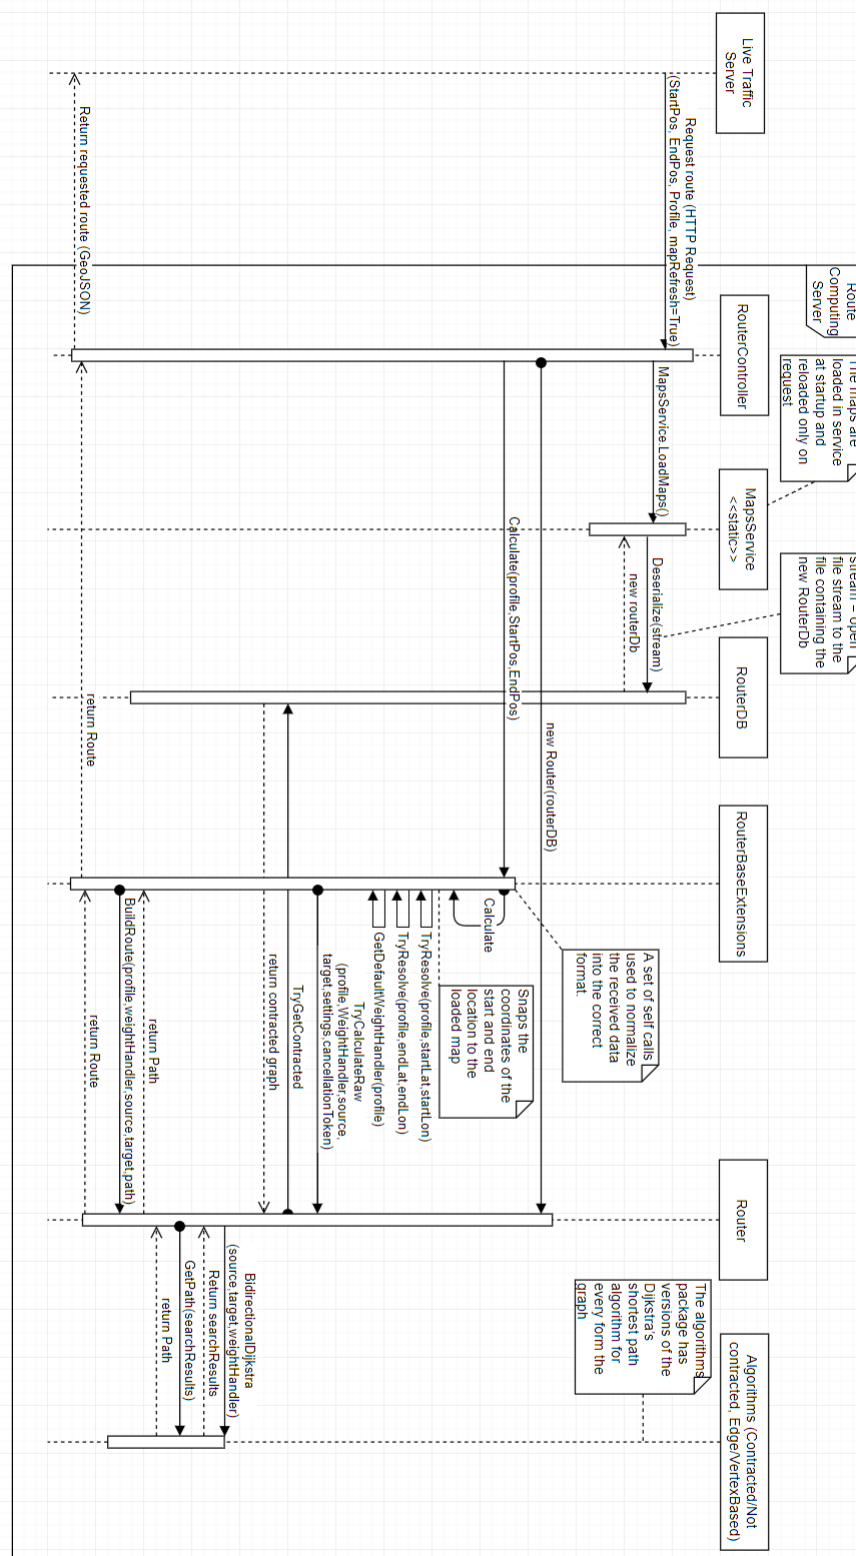 Live Traffic
Server
Request route (HTTP Request)
(StartPos, EndPos, Profile, mapRefresh=True)
Return requested route (GeoJSON)
Route
Computing
Server
RouterController
The maps are
loaded in service
at startup and
reloaded only on
request
MapsService.LoadMaps()
MapsService
<<static>>
stream = open
file stream to the
file containing the
new RouterDb
Deserialize(stream)
new routerDb
Calculate(profile,StartPos,EndPos)
RouterDB
new Router(routerDB)
return Route
RouterBaseExtensions
A set of self calls
used to normalize
the received data
into the correct
format.
Calculate
Snaps the
coordinates of the
start and end
location to the
loaded map
TryResolve(profile,startLat,startLon)
TryResolve(profile,endLat,endLon)
GetDefaultWeightHandler(profile)
TryCalculateRaw
(profile,WeightHandler,source,
target,settings,cancellationToken)
TryGetContracted
return contracted graph
return Path
BuildRoute(profile,weightHandler,source,target,path)
return Route
Router
BidirectionalDijkstra
(source,target,weightHandler)
Return searchResults
GetPath(searchResults)
return Path
The algorithms
package has
versions of the
Dijkstra's
shortest path
algorithm for
every form the
graph
Algorithms (Contracted/Not
contracted, Edge/VertexBased)